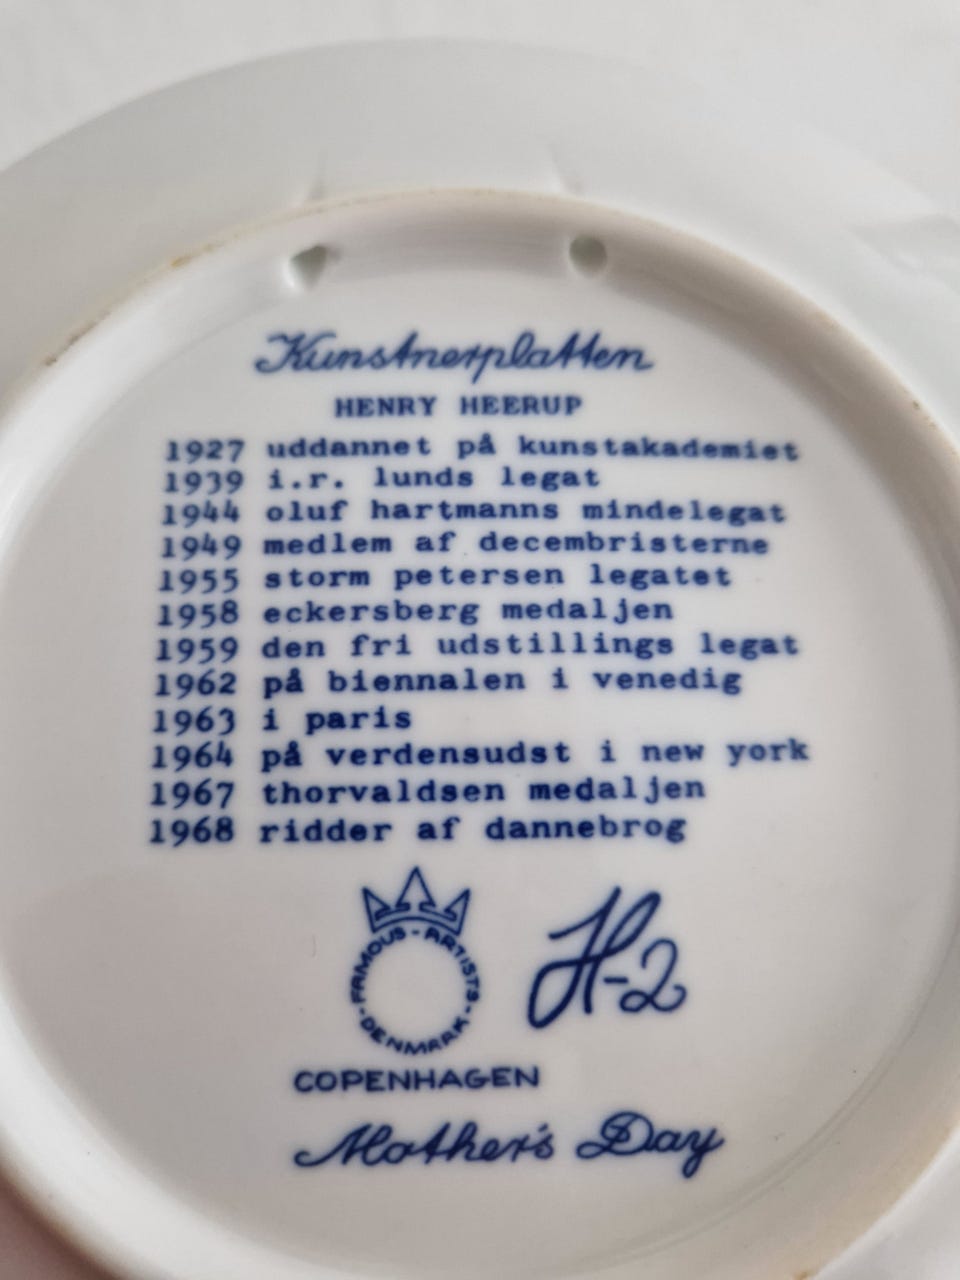 Kunstnerplatten
HENRY HEERUP
1927 uddannet på kunstakademiet
1939 i.r. lunds legat
1944 oluf hartmanns mindelegat
1949 medlem af decembristerne
1955 storm petersen legatet
1958 eckersberg medaljen
1959 den fri udstillings legat
1962 på biennalen i venedig
1963 i paris
1964 på verdensudst i new york
1967 thorvaldsen medaljen
1968 ridder af dannebrog
FAMOUS-ARTISTS-DENMARK-
H-2
COPENHAGEN
Mother's Day